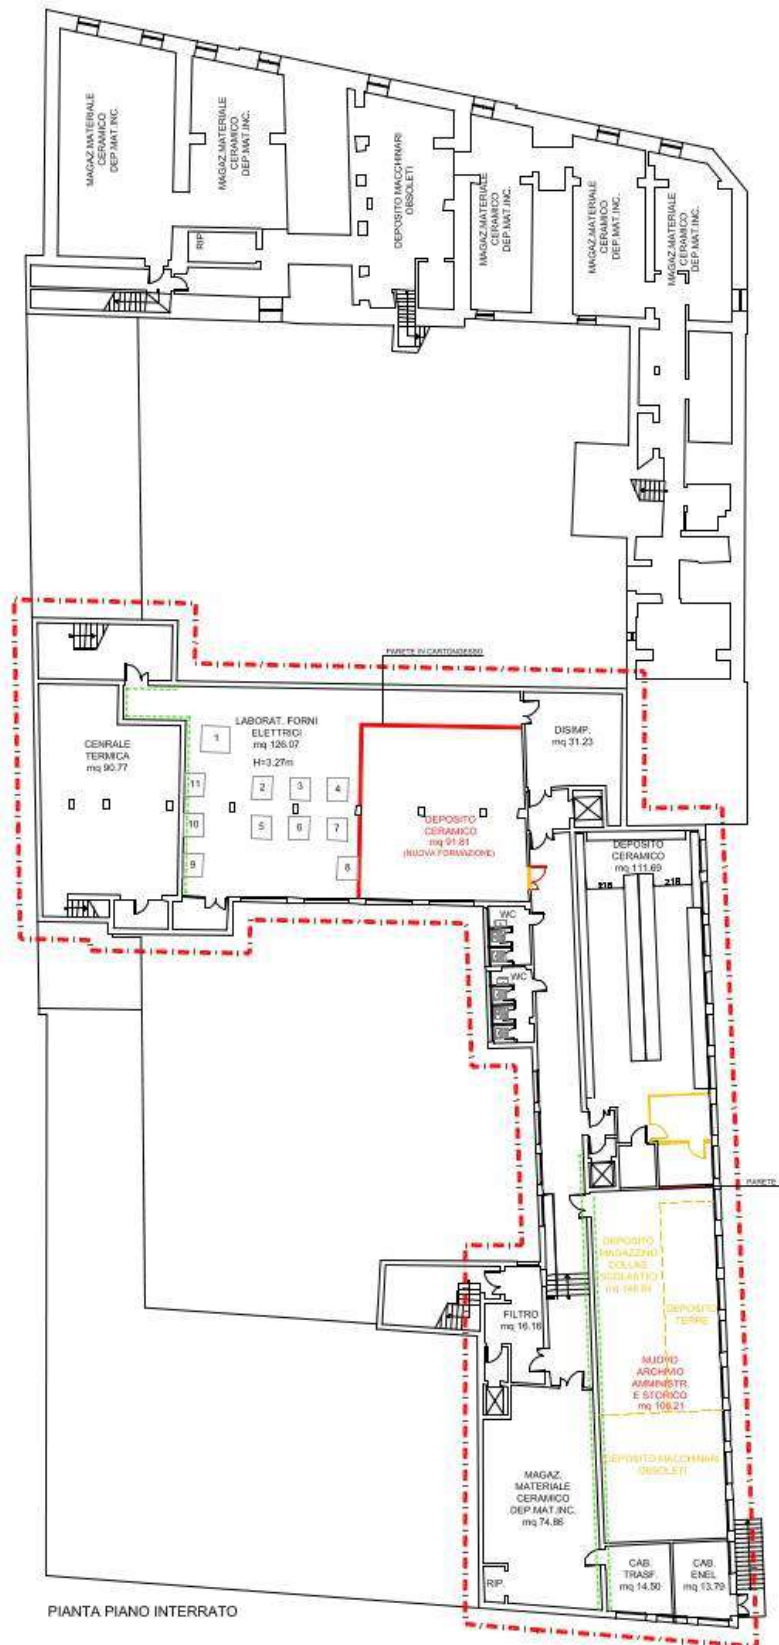 MAGAZ.MATERIALE
CERAMICO
DEP.MAT.INC.
MAGAZ.MATERIALE
CERAMICO
DEP.MAT.INC.
RIP.
DEPOSITO MACCHINARI
OBSOLETI
MAGAZ.MATERIALE
CERAMICO
DEP.MAT.INC.
MAGAZ.MATERIALE
CERAMICO
DEP.MAT.INC.
MAGAZ.MATERIALE
CERAMICO
DEP.MAT.INC.
PARETE IN CARTONGESSO
CENRALE
TERMICA
mq 90.77
LABORAT. FORNI
ELETTRICI
mq 126.07
H=3.27m
1
2
3
4
5
6
7
8
9
10
11
DEPOSITO
CERAMICO
mq 91.81
(NUOVA FORMAZIONE)
DISIMP.
mq 31.23
DEPOSITO
CERAMICO
mq 111.69
218
218
WC
WC
PARETE
DEPOSITO
MAGAZZINO
COLLAB.
SCOLASTICI
DEPOSITO
TERRE
NUOVO
ARCHIVIO
AMMINISTR.
E STORICO
mq 106.21
DEPOSITO MACCHINARI
OBSOLETI
FILTRO
mq 16.16
MAGAZ.
MATERIALE
CERAMICO
DEP.MAT.INC.
mq 74.86
RIP.
CAB.
TRASF.
mq 14.50
CAB.
ENEL
mq 13.79
PIANTA PIANO INTERRATO